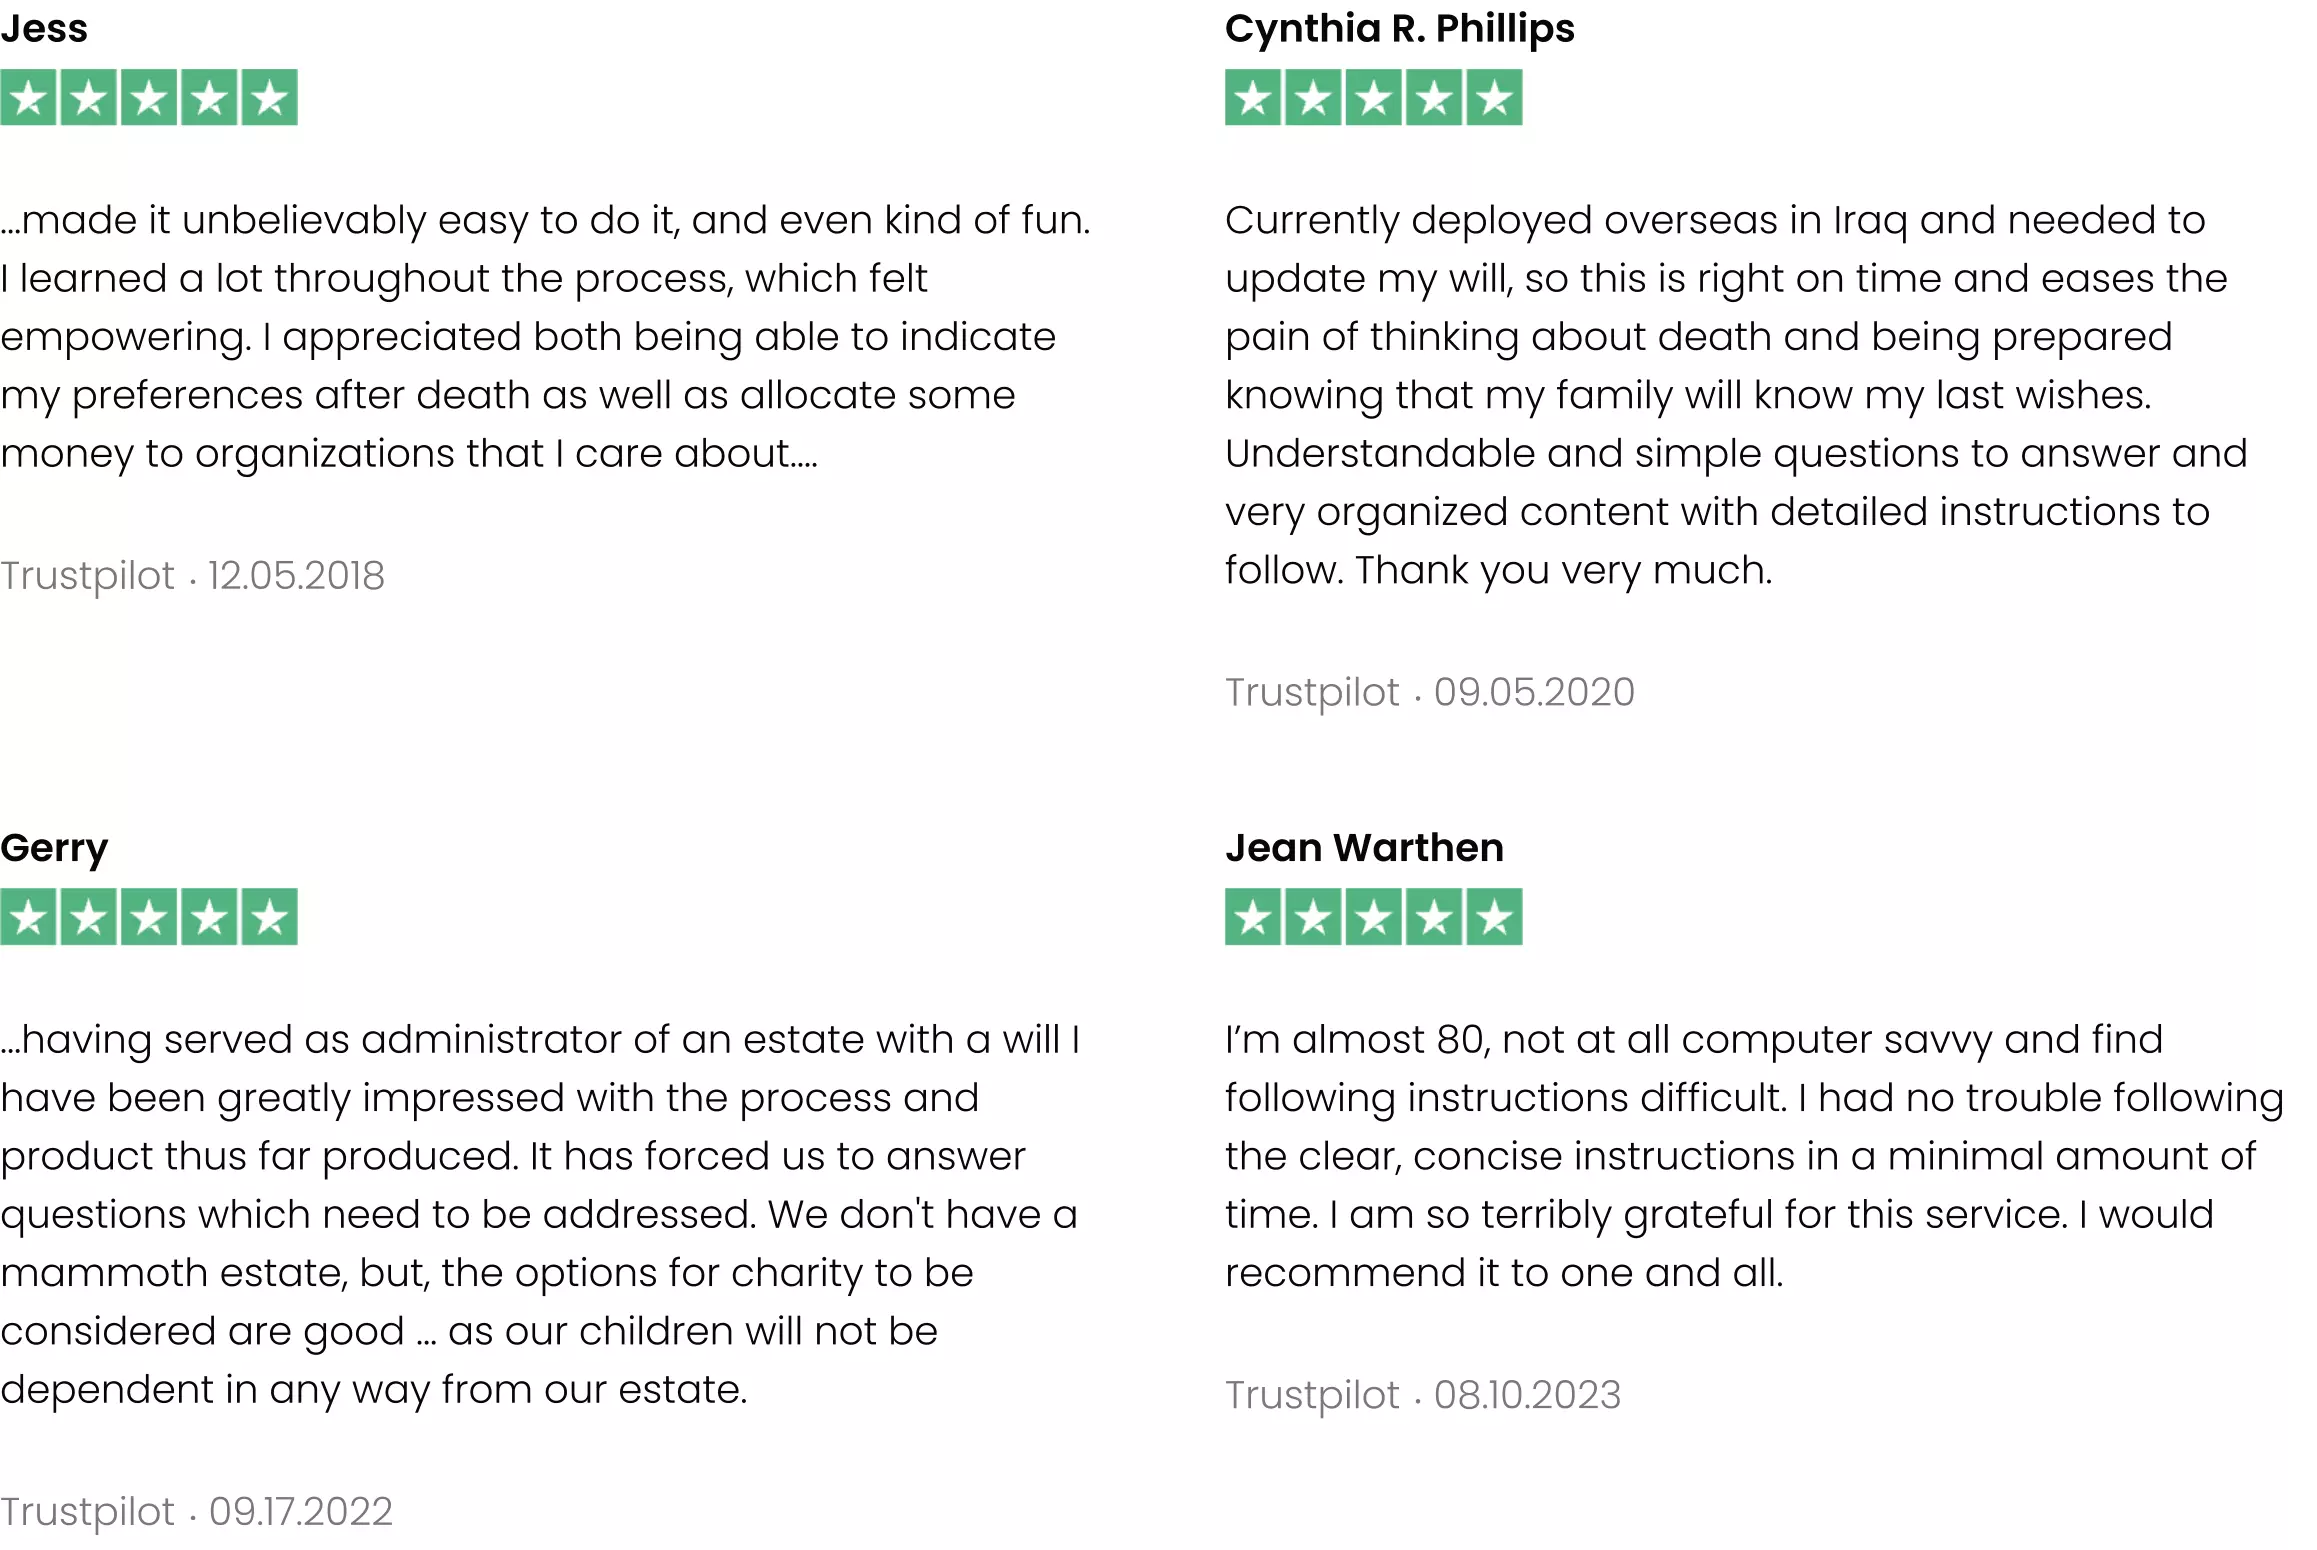 Jess
...made it unbelievably easy to do it, and even kind of fun.
I learned a lot throughout the process, which felt
empowering. I appreciated both being able to indicate
my preferences after death as well as allocate some
money to organizations that I care about....
Trustpilot · 12.05.2018
Cynthia R. Phillips
Currently deployed overseas in Iraq and needed to
update my will, so this is right on time and eases the
pain of thinking about death and being prepared
knowing that my family will know my last wishes.
Understandable and simple questions to answer and
very organized content with detailed instructions to
follow. Thank you very much.
Trustpilot · 09.05.2020
Gerry
...having served as administrator of an estate with a will I
have been greatly impressed with the process and
product thus far produced. It has forced us to answer
questions which need to be addressed. We don't have a
mammoth estate, but, the options for charity to be
considered are good ... as our children will not be
dependent in any way from our estate.
Trustpilot · 09.17.2022
Jean Warthen
I’m almost 80, not at all computer savvy and find
following instructions difficult. I had no trouble following
the clear, concise instructions in a minimal amount of
time. I am so terribly grateful for this service. I would
recommend it to one and all.
Trustpilot · 08.10.2023